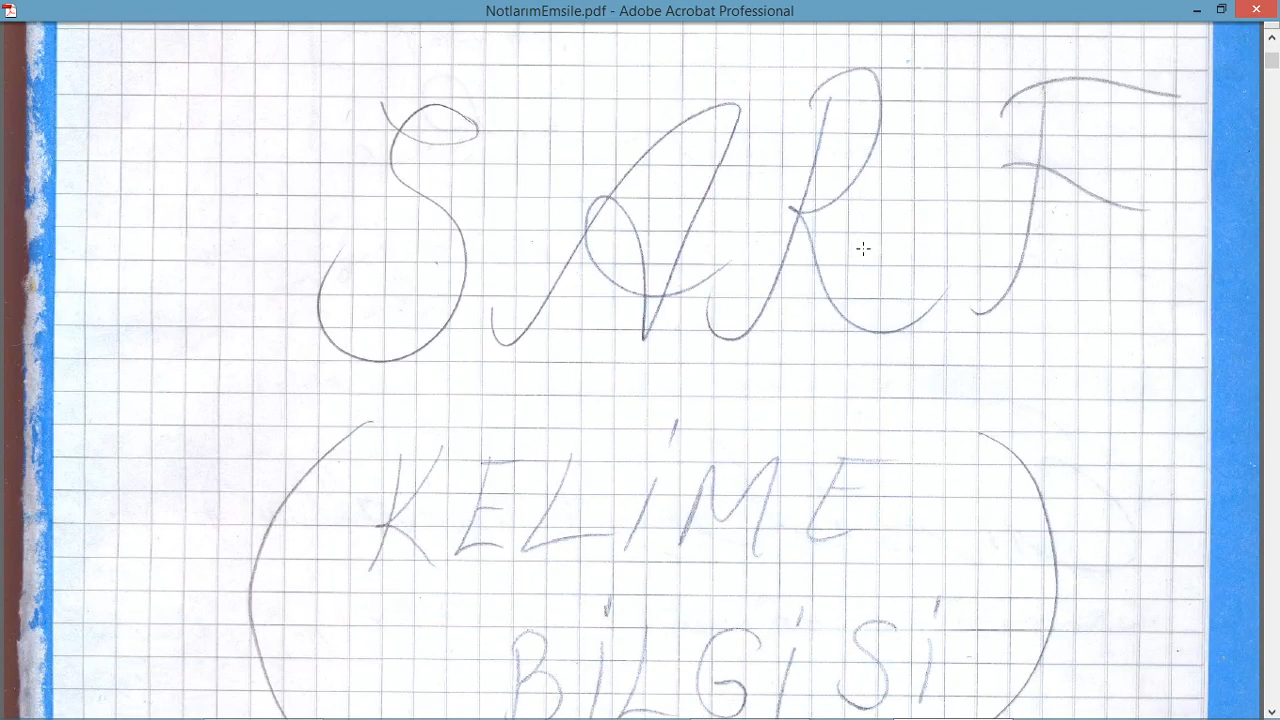 NotlarımEmsile.pdf - Adobe Acrobat Professional
SARF
(KELİME
BİLGİSİ)